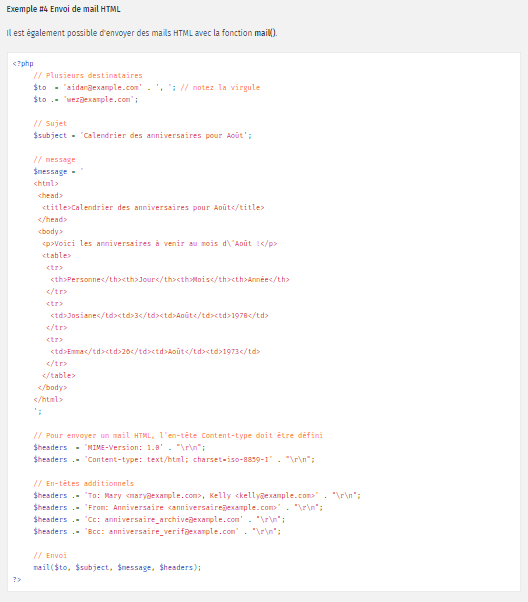 Exemple #4 Envoi de mail HTML
Il est également possible d'envoyer des mails HTML avec la fonction mail().
<?php
// Plusieurs destinataires
$to  = 'aidan@example.com' . ', '; // notez la virgule
$to .= 'wez@example.com';
// Sujet
$subject = 'Calendrier des anniversaires pour Août';
// message
$message = '
<html>
<head>
<title>Calendrier des anniversaires pour Août</title>
</head>
<body>
<p>Voici les anniversaires à venir au mois d\'Août !</p>
<table>
<tr>
<th>Personne</th><th>Jour</th><th>Mois</th><th>Année</th>
</tr>
<tr>
<td>Josiane</td><td>3</td><td>Août</td><td>1970</td>
</tr>
<tr>
<td>Emma</td><td>26</td><td>Août</td><td>1973</td>
</tr>
</table>
</body>
</html>
';
// Pour envoyer un mail HTML, l'en-tête Content-type doit être défini
$headers  = 'MIME-Version: 1.0' . "\r\n";
$headers .= 'Content-type: text/html; charset=iso-8859-1' . "\r\n";
// En-têtes additionnels
$headers .= 'To: Mary <mary@example.com>, Kelly <kelly@example.com>' . "\r\n";
$headers .= 'From: Anniversaire <anniversaire@example.com>' . "\r\n";
$headers .= 'Cc: anniversaire_archive@example.com' . "\r\n";
$headers .= 'Bcc: anniversaire_verif@example.com' . "\r\n";
// Envoi
mail($to, $subject, $message, $headers);
?>